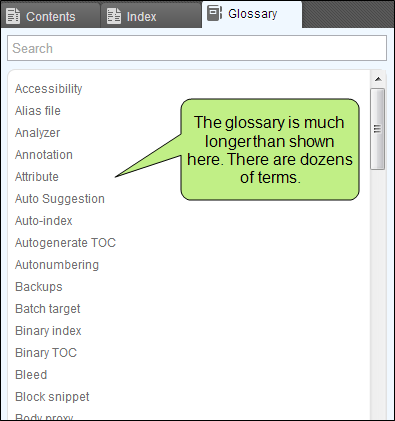 Contents Index Glossary
Search
Accessibility
Alias file
Analyzer
Annotation
Attribute
Auto Suggestion
Auto-index
Autogenerate TOC
Autonumbering
Backups
Batch target
Binary index
Binary TOC
Bleed
Block snippet
Body proxy
The glossary is much
longerthan shown
here. There are dozens
of terms.